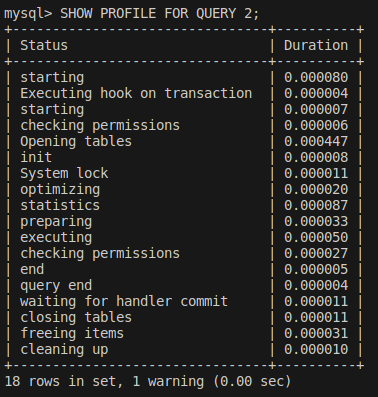 mysql> SHOW PROFILE FOR QUERY 2;
+--------------------------------+----------+
| Status                         | Duration |
+--------------------------------+----------+
| starting                       | 0.000080 |
| Executing hook on transaction  | 0.000004 |
| starting                       | 0.000007 |
| checking permissions           | 0.000006 |
| Opening tables                 | 0.000447 |
| init                           | 0.000008 |
| System lock                    | 0.000011 |
| optimizing                     | 0.000020 |
| statistics                     | 0.000087 |
| preparing                      | 0.000033 |
| executing                      | 0.000050 |
| checking permissions           | 0.000027 |
| end                            | 0.000005 |
| query end                      | 0.000004 |
| waiting for handler commit     | 0.000011 |
| closing tables                 | 0.000011 |
| freeing items                  | 0.000031 |
| cleaning up                    | 0.000010 |
+--------------------------------+----------+
18 rows in set, 1 warning (0.00 sec)